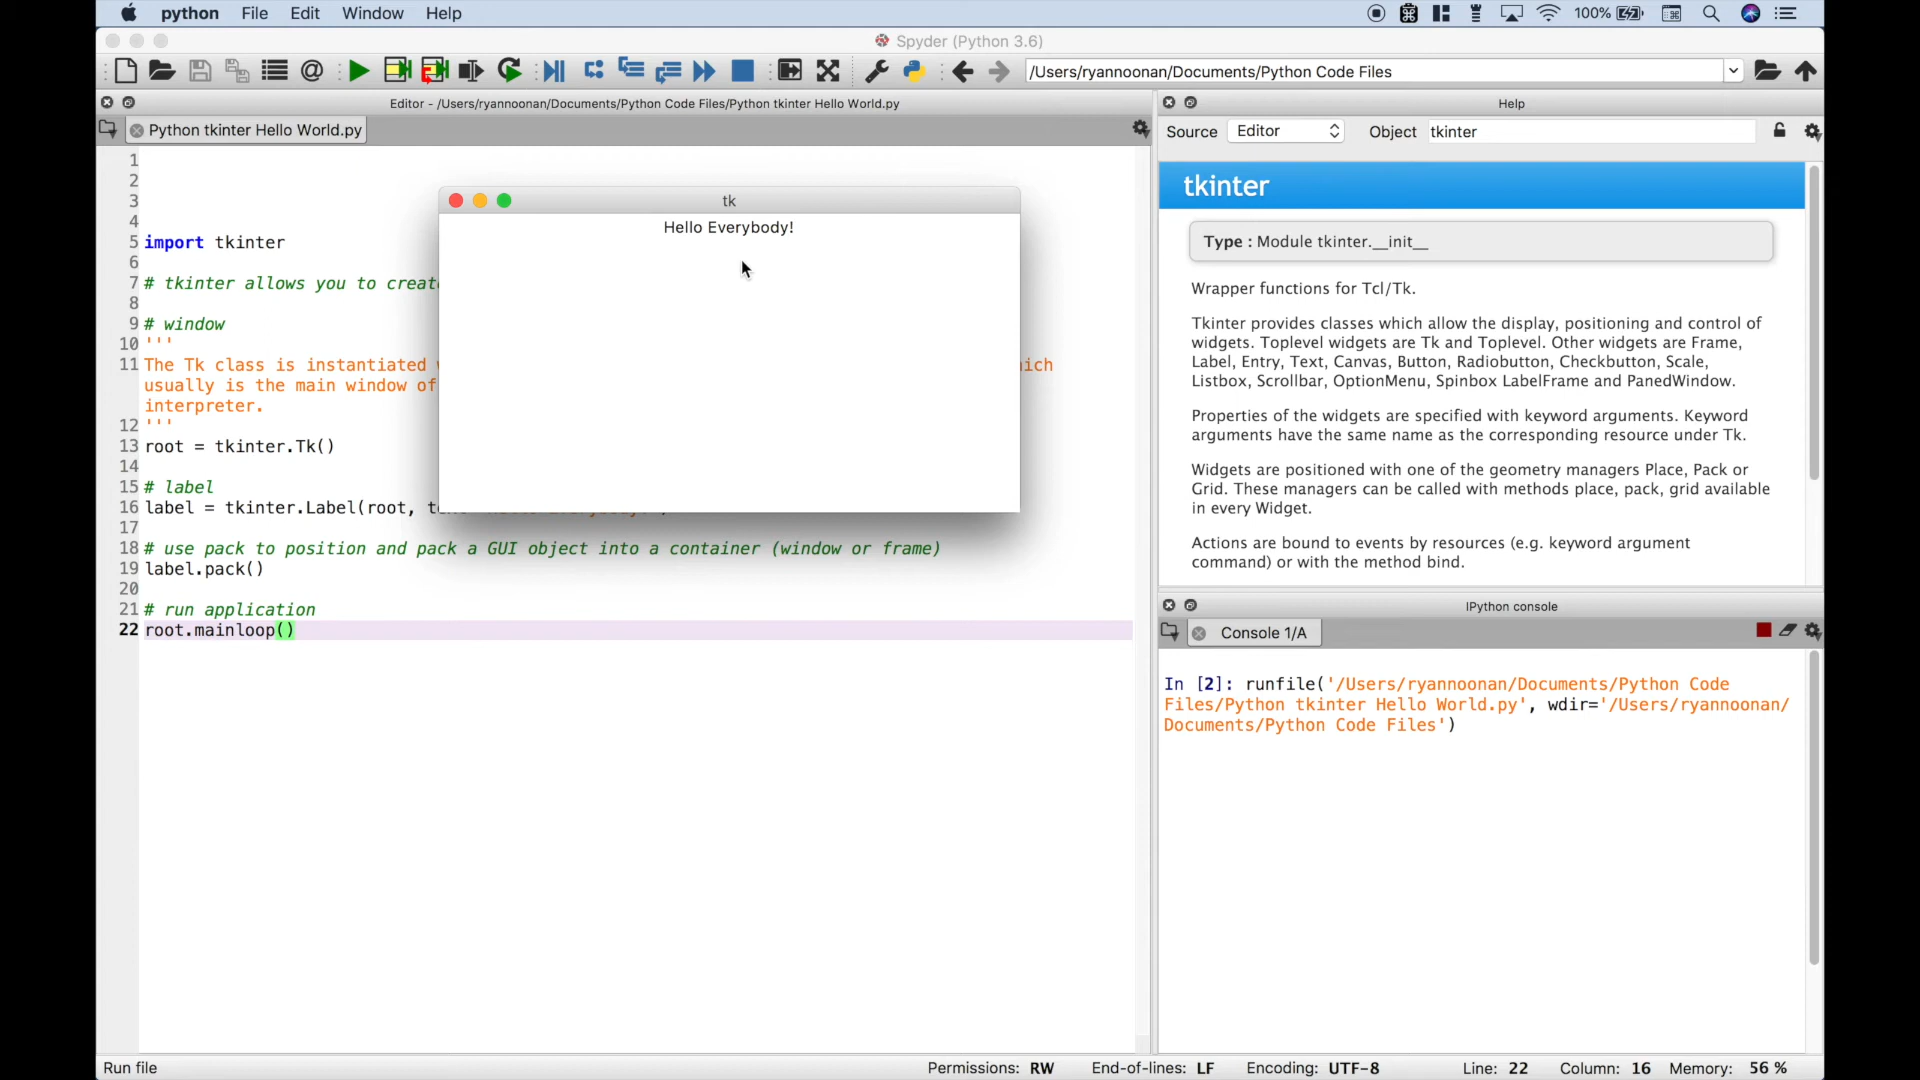 python File Edit Window Help 100%
Spyder (Python 3.6)
/Users/ryannoonan/Documents/Python Code Files
Editor - /Users/ryannoonan/Documents/Python Code Files/Python tkinter Hello World.py
Python tkinter Hello World.py
1
2
3
4
5 import tkinter
6
7 # tkinter allows you to creat
8
9 # window
10 '''
11 The Tk class is instantiated ich
usually is the main window of
interpreter.
12 '''
13 root = tkinter.Tk()
14
15 # label
16 label = tkinter.Label(root,
17
18 # use pack to position and pack a GUI object into a container (window or frame)
19 label.pack()
20
21 # run application
22 root.mainloop()
tk
Hello Everybody!
Help
Source Editor Object tkinter
tkinter
Type : Module tkinter.__init__
Wrapper functions for Tcl/Tk.
Tkinter provides classes which allow the display, positioning and control of
widgets. Toplevel widgets are Tk and Toplevel. Other widgets are Frame,
Label, Entry, Text, Canvas, Button, Radiobutton, Checkbutton, Scale,
Listbox, Scrollbar, OptionMenu, Spinbox LabelFrame and PanedWindow.
Properties of the widgets are specified with keyword arguments. Keyword
arguments have the same name as the corresponding resource under Tk.
Widgets are positioned with one of the geometry managers Place, Pack or
Grid. These managers can be called with methods place, pack, grid available
in every Widget.
Actions are bound to events by resources (e.g. keyword argument
command) or with the method bind.
IPython console
Console 1/A
In [2]: runfile('/Users/ryannoonan/Documents/Python Code
Files/Python tkinter Hello World.py', wdir='/Users/ryannoonan/
Documents/Python Code Files')
Run file Permissions: RW End-of-lines: LF Encoding: UTF-8 Line: 22 Column: 16 Memory: 56 %